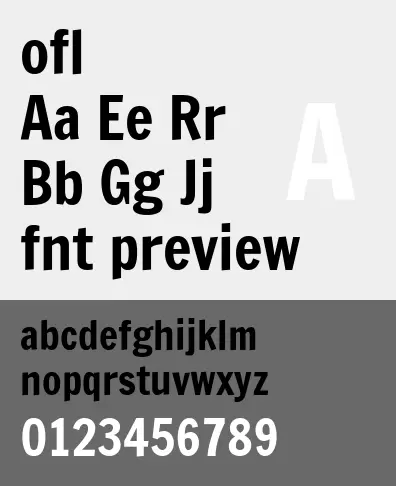 ofl
Aa Ee Rr
Bb Gg Jj
A
fnt preview
abcdefghijklm
nopqrstuvwxyz
0123456789